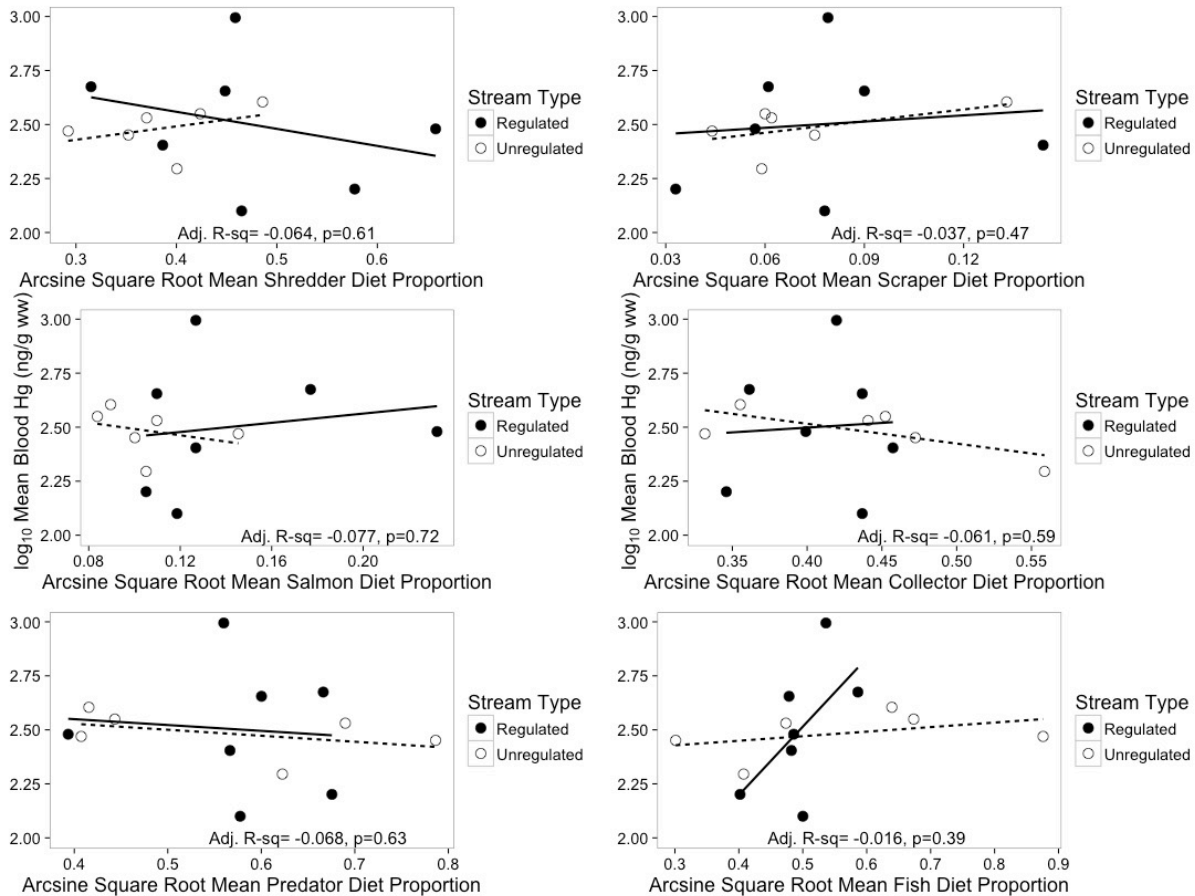 3.00
2.75
2.50
2.25
2.00
Adj. R-sq= -0.064, p=0.61
0.3 0.4 0.5 0.6
Arcsine Square Root Mean Shredder Diet Proportion
Stream Type
Regulated
Unregulated
3.00
2.75
2.50
2.25
2.00
Adj. R-sq= -0.037, p=0.47
0.03 0.06 0.09 0.12
Arcsine Square Root Mean Scraper Diet Proportion
Stream Type
Regulated
Unregulated
log₁₀ Mean Blood Hg (ng/g ww)
3.00
2.75
2.50
2.25
2.00
Adj. R-sq= -0.077, p=0.72
0.08 0.12 0.16 0.20
Arcsine Square Root Mean Salmon Diet Proportion
Stream Type
Regulated
Unregulated
log₁₀ Mean Blood Hg (ng/g ww)
3.00
2.75
2.50
2.25
2.00
Adj. R-sq= -0.061, p=0.59
0.35 0.40 0.45 0.50 0.55
Arcsine Square Root Mean Collector Diet Proportion
Stream Type
Regulated
Unregulated
3.00
2.75
2.50
2.25
2.00
Adj. R-sq= -0.068, p=0.63
0.4 0.5 0.6 0.7 0.8
Arcsine Square Root Mean Predator Diet Proportion
Stream Type
Regulated
Unregulated
3.00
2.75
2.50
2.25
2.00
Adj. R-sq= -0.016, p=0.39
0.3 0.4 0.5 0.6 0.7 0.8 0.9
Arcsine Square Root Mean Fish Diet Proportion
Stream Type
Regulated
Unregulated